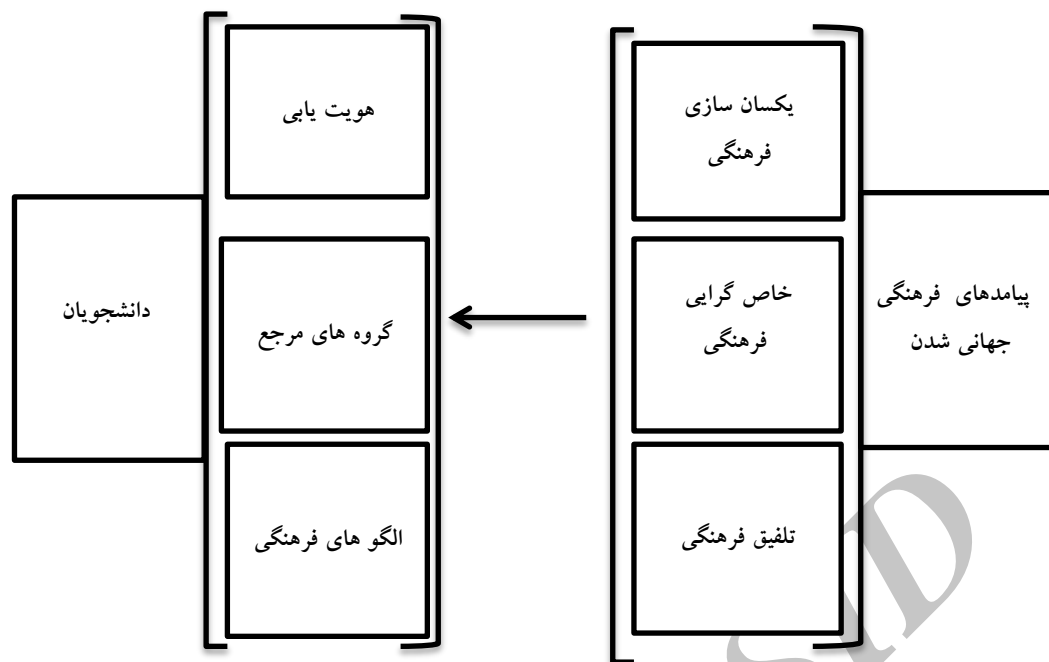 پیامدهای فرهنگی
جهانی شدن
یکسان سازی
فرهنگی
خاص گرایی
فرهنگی
تلفیق فرهنگی
هویت یابی
گروه های مرجع
الگو های فرهنگی
دانشجویان
SID